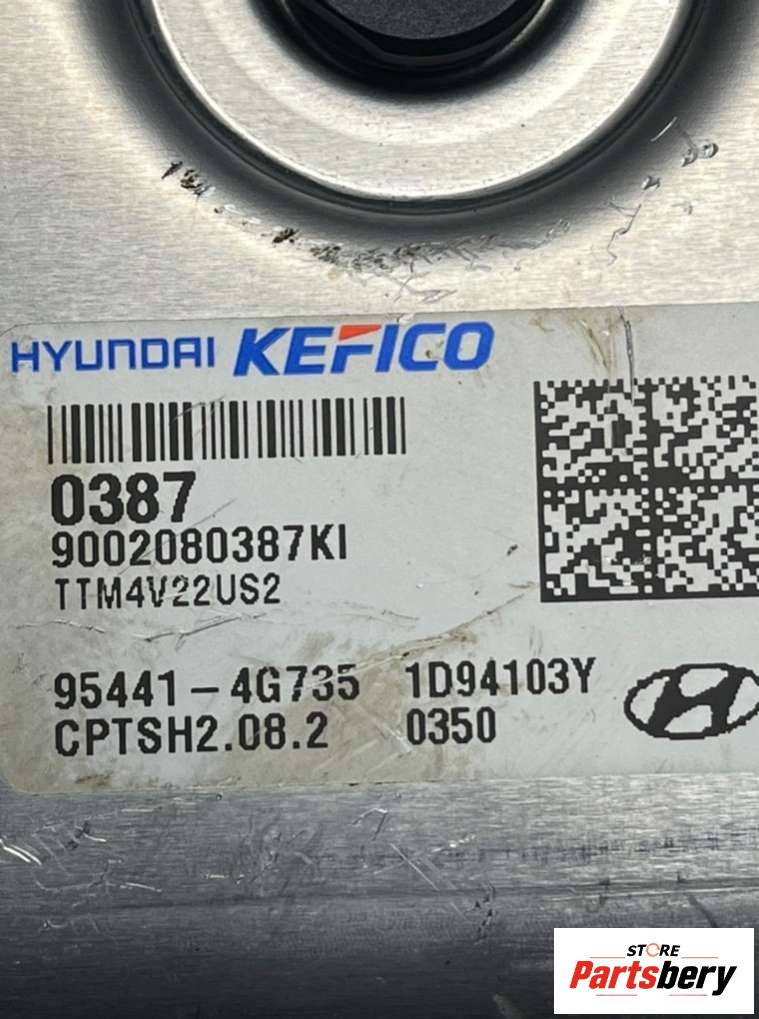 HYUNDAI KEFICO
0387
9002080387KI
TTM4V22US2
95441-4G735 1D94103Y
CPTSH2.08.2 0350
STORE
Partsbery